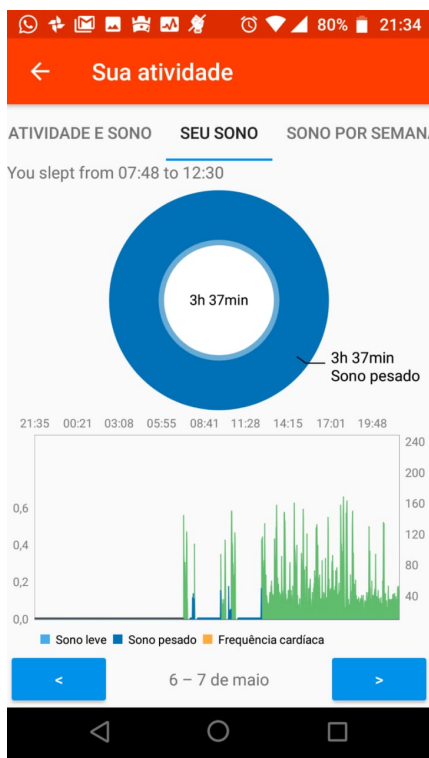 80% 21:34
Sua atividade
ATIVIDADE E SONO SEU SONO SONO POR SEMAN
You slept from 07:48 to 12:30
3h 37min
3h 37min
Sono pesado
21:35 00:21 03:08 05:55 08:41 11:28 14:15 17:01 19:48
240
200
0,6 160
120
0,4
80
0,2
40
0,0
Sono leve Sono pesado Frequência cardíaca
< 6 – 7 de maio >